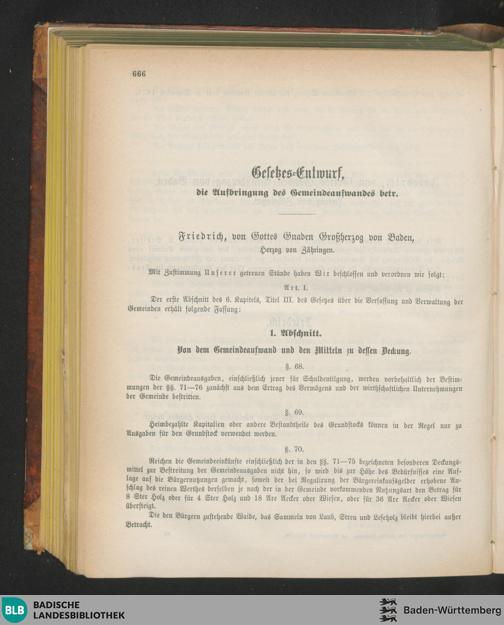 666
Gesetzes-Entwurf,
die Aufbringung des Gemeindeaufwandes betr.
Friedrich, von Gottes Gnaden Großherzog von Baden,
Herzog von Zähringen.
Mit Zustimmung Unserer getreuen Stände haben Wir beschlossen und verordnen wie folgt:
Art. I.
Der erste Abschnitt des 6. Kapitels, Titel III. des Gesetzes über die Verfassung und Verwaltung der
Gemeinden erhält folgende Fassung:
1. Abschnitt.
Von dem Gemeindeaufwand und den Mitteln zu dessen Deckung.
§. 68.
Die Gemeindeausgaben, einschließlich jener für Schuldentilgung, werden vorbehaltlich der Bestim-
mungen der §§. 71—76 zunächst aus dem Ertrag des Vermögens und der wirthschaftlichen Unternehmungen
der Gemeinde bestritten.
§. 69.
Heimbezahlte Kapitalien oder andere Bestandtheile des Grundstocks können in der Regel nur zu
Ausgaben für den Grundstock verwendet werden.
§. 70.
Reichen die Gemeindeeinkünfte einschließlich der in den §§. 71—75 bezeichneten besonderen Deckungs-
mittel zur Bestreitung der Gemeindeausgaben nicht hin, so wird bis zur Höhe des Bedürfnisses eine Auf-
lage auf die Bürgernutzungen gemacht, soweit der bei Regulirung der Bürgereinkaufsgelder erhobene An-
schlag des reinen Werthes derselben je nach der in der Gemeinde vorkommenden Nutzungsart den Betrag für
8 Ster Holz oder für 4 Ster Holz und 18 Are Aecker oder Wiesen, oder für 36 Are Aecker oder Wiesen
übersteigt.
Die den Bürgern zustehende Waide, das Sammeln von Laub, Streu und Leseholz bleibt hierbei außer
Betracht.
BLB BADISCHE
LANDESBIBLIOTHEK
Baden-Württemberg